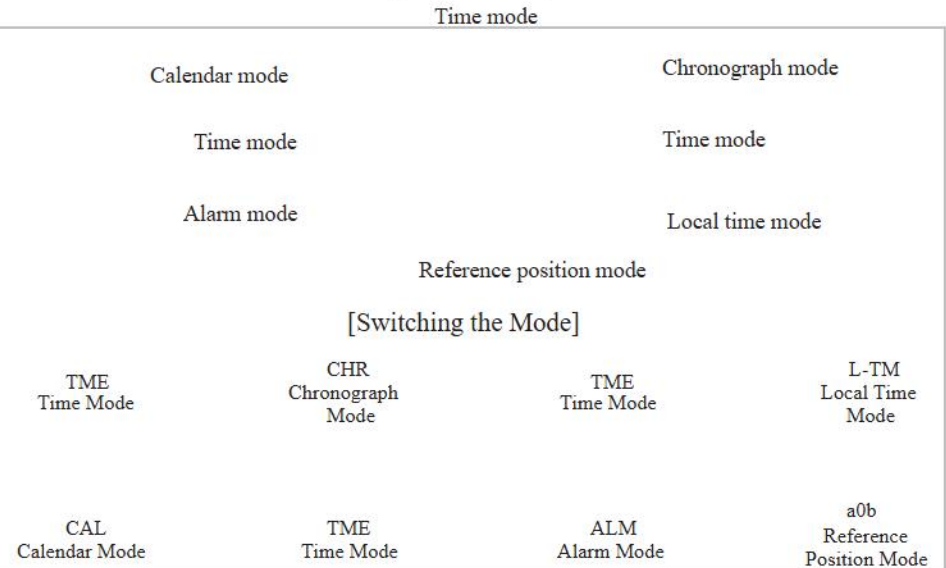 Time mode
Calendar mode
Chronograph mode
Time mode
Time mode
Alarm mode
Local time mode
Reference position mode
[Switching the Mode]
TME
Time Mode
CHR
Chronograph
Mode
TME
Time Mode
L-TM
Local Time
Mode
CAL
Calendar Mode
TME
Time Mode
ALM
Alarm Mode
a0b
Reference
Position Mode